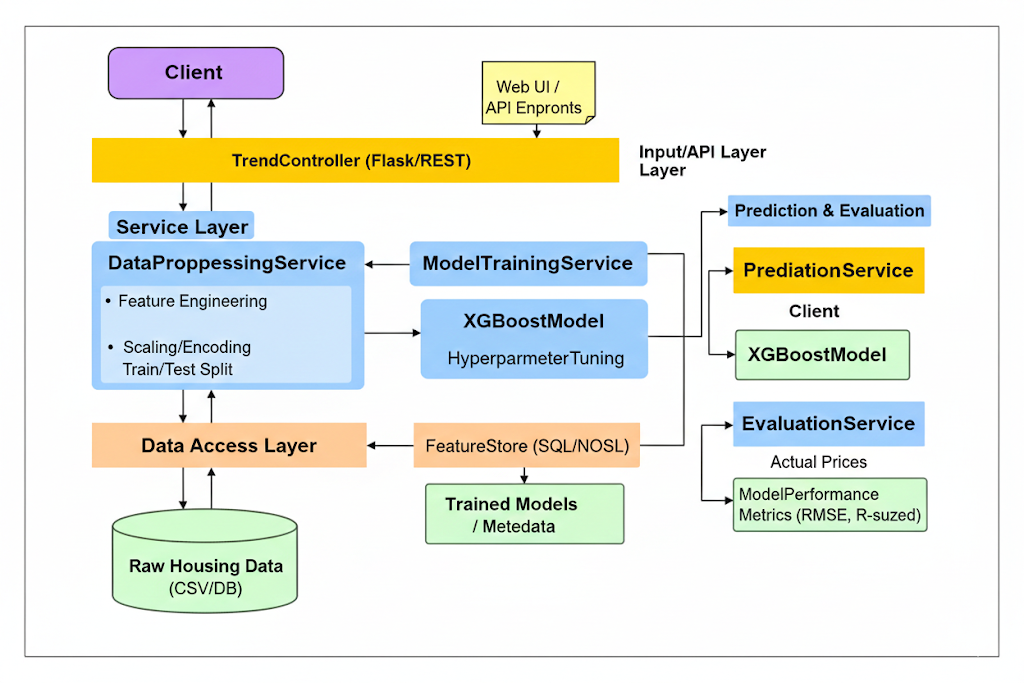 Client
Web UI /
API Enpronts
TrendController (Flask/REST)
Input/API Layer
Layer
Service Layer
DataProppessingService
• Feature Engineering
• Scaling/Encoding
Train/Test Split
ModelTrainingService
XGBoostModel
HyperparmeterTuning
Prediction & Evaluation
PrediationService
Client
XGBoostModel
EvaluationService
Actual Prices
ModelPerformance
Metrics (RMSE, R-suzed)
Data Access Layer
FeatureStore (SQL/NOSL)
Trained Models
/ Metedata
Raw Housing Data
(CSV/DB)